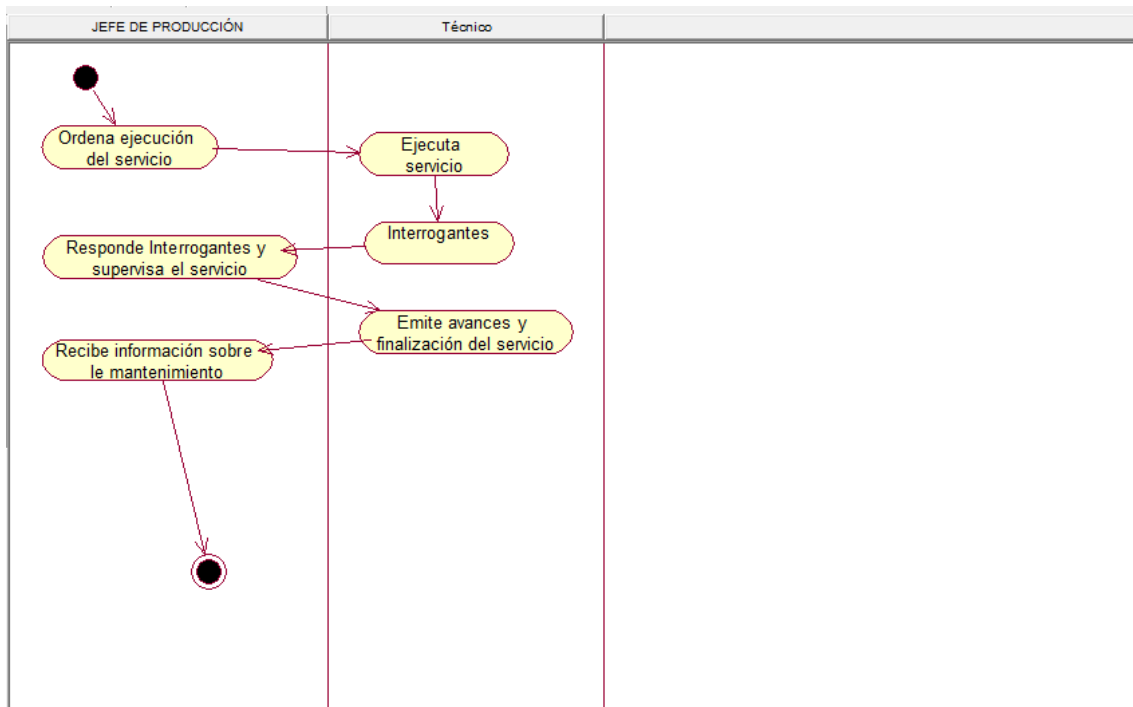 JEFE DE PRODUCCIÓN
Técnico
Ordena ejecución
del servicio
Ejecuta
servicio
Interrogantes
Responde Interrogantes y
supervisa el servicio
Emite avances y
finalización del servicio
Recibe información sobre
le mantenimiento